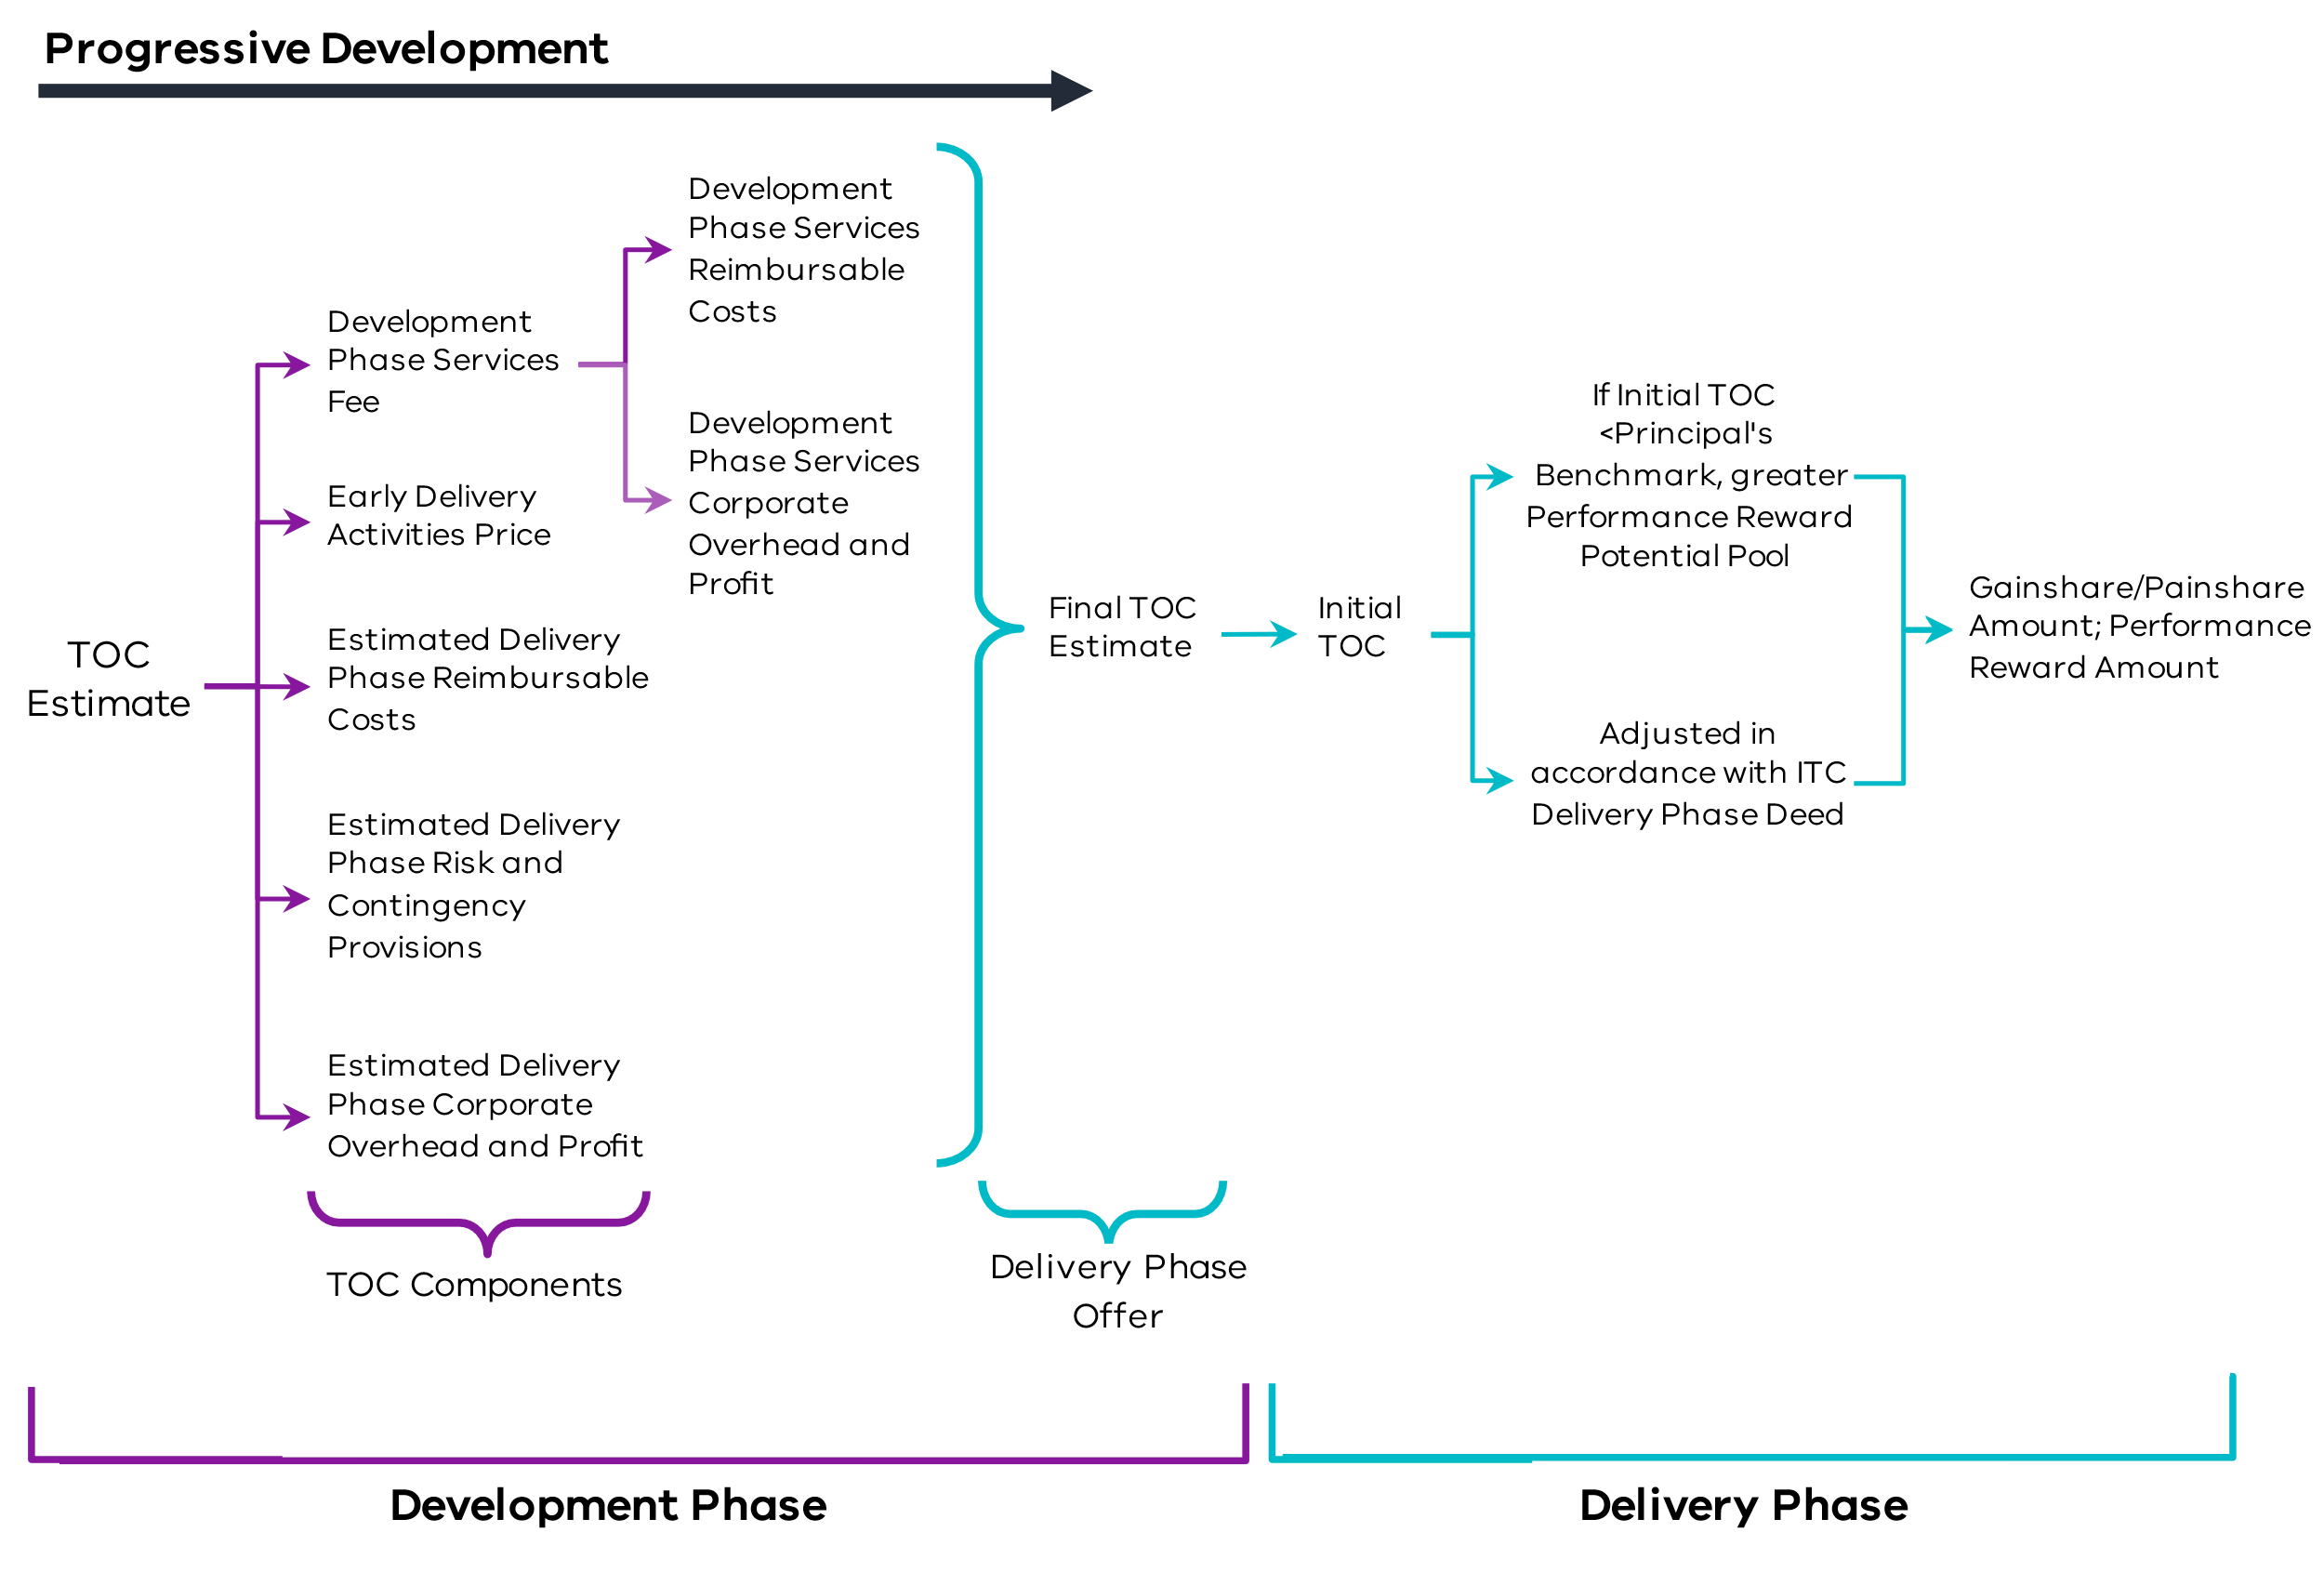 Progressive Development
TOC
Estimate
Development
Phase Services
Fee
Early Delivery
Activities Price
Estimated Delivery
Phase Reimbursable
Costs
Estimated Delivery
Phase Risk and
Contingency
Provisions
Estimated Delivery
Phase Corporate
Overhead and Profit
TOC Components
Development
Phase Services
Reimbursable
Costs
Development
Phase Services
Corporate
Overhead and
Profit
Final TOC
Estimate
Delivery Phase
Offer
Initial
TOC
If Initial TOC
<Principal's
Benchmark, greater
Performance Reward
Potential Pool
Adjusted in
accordance with ITC
Delivery Phase Deed
Gainshare/Painshare
Amount; Performance
Reward Amount
Development Phase
Delivery Phase